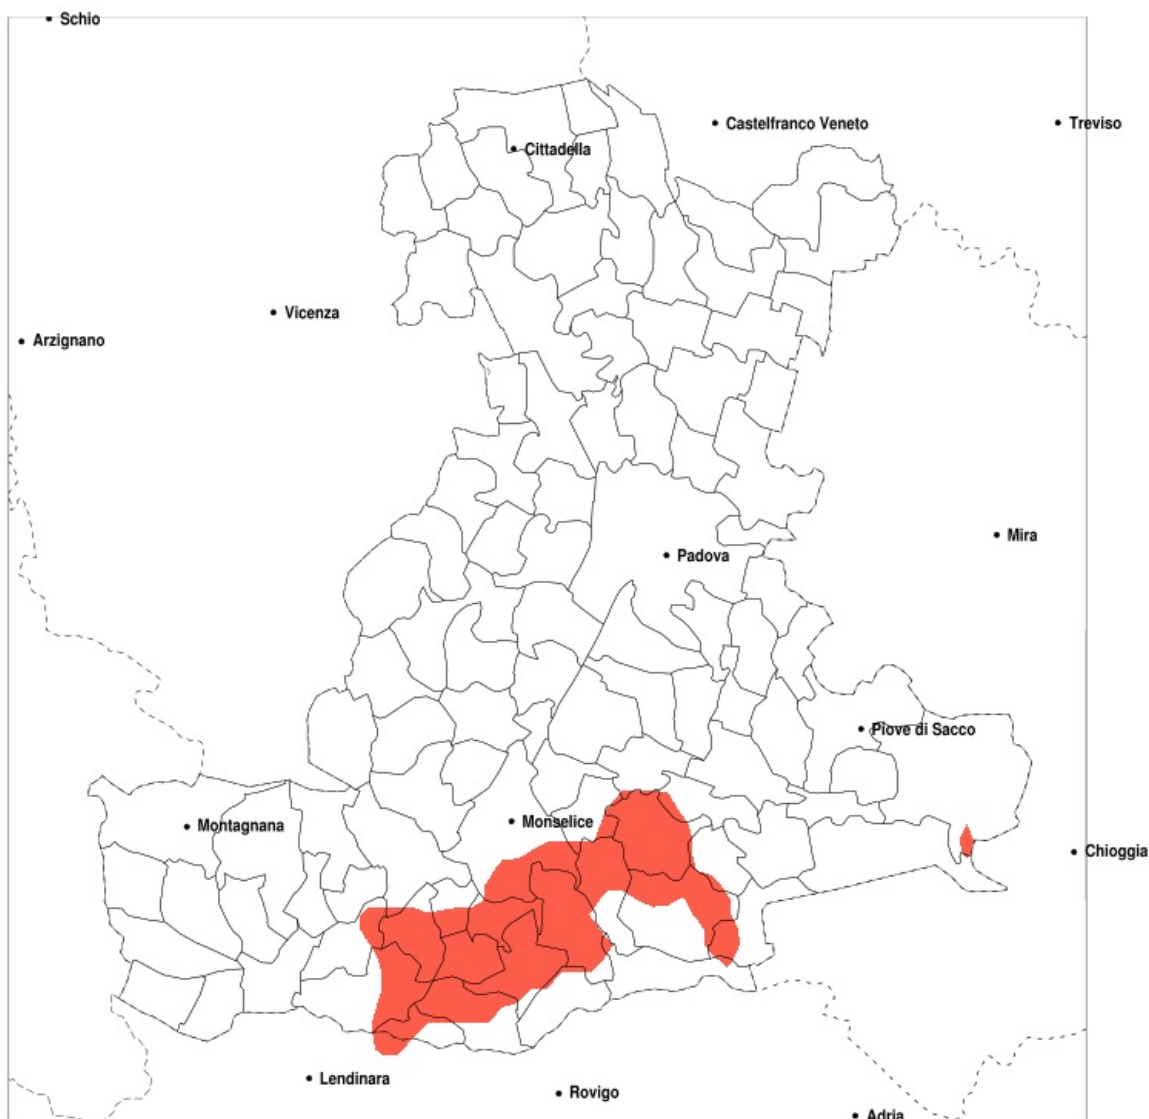 Schio
Castelfranco Veneto
Treviso
Cittadella
Vicenza
Arzignano
Mira
Padova
Piove di Sacco
Montagnana
Monselice
Chioggia
Lendinara
Rovigo
Adria